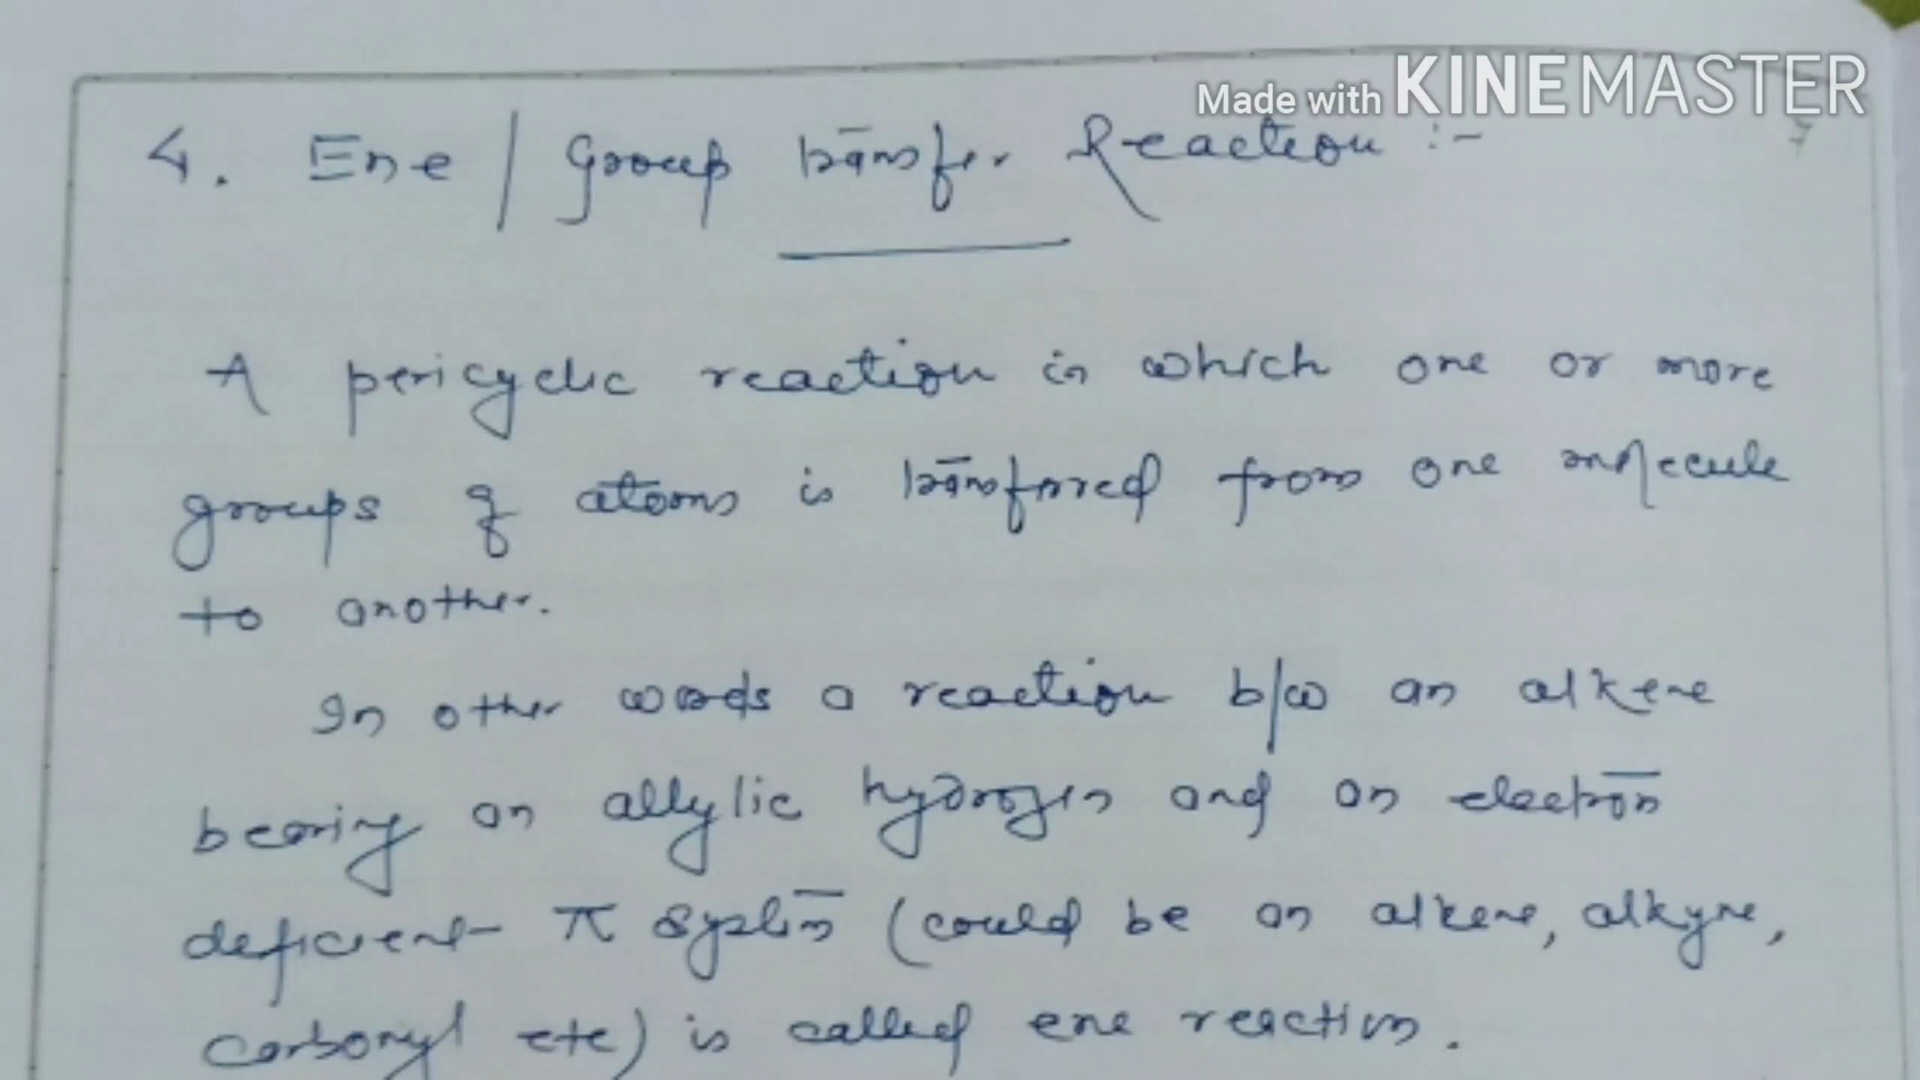 Made with KINEMASTER
4. Ene / Group transfer Reaction :-
A pericyclic reaction in which one or more
groups of atoms is transferred from one molecule
to another.
In other words a reaction b/w an alkene
bearing an allylic hydrogen and an electron
deficient π system (could be an alkene, alkyne,
carbonyl etc) is called ene reaction.